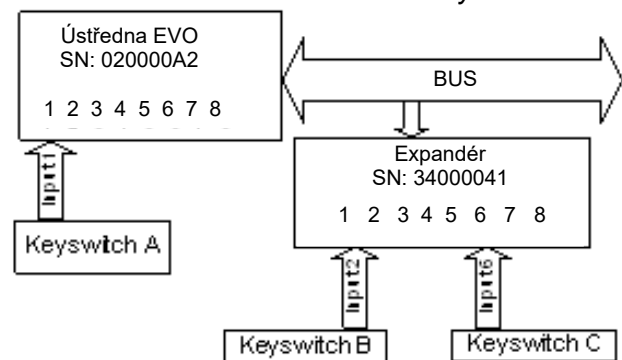 Ústředna EVO
SN: 020000A2
1 2 3 4 5 6 7 8
BUS
Expandér
SN: 34000041
1 2 3 4 5 6 7 8
Input1
Keyswitch A
Input2
Input6
Keyswitch B
Keyswitch C